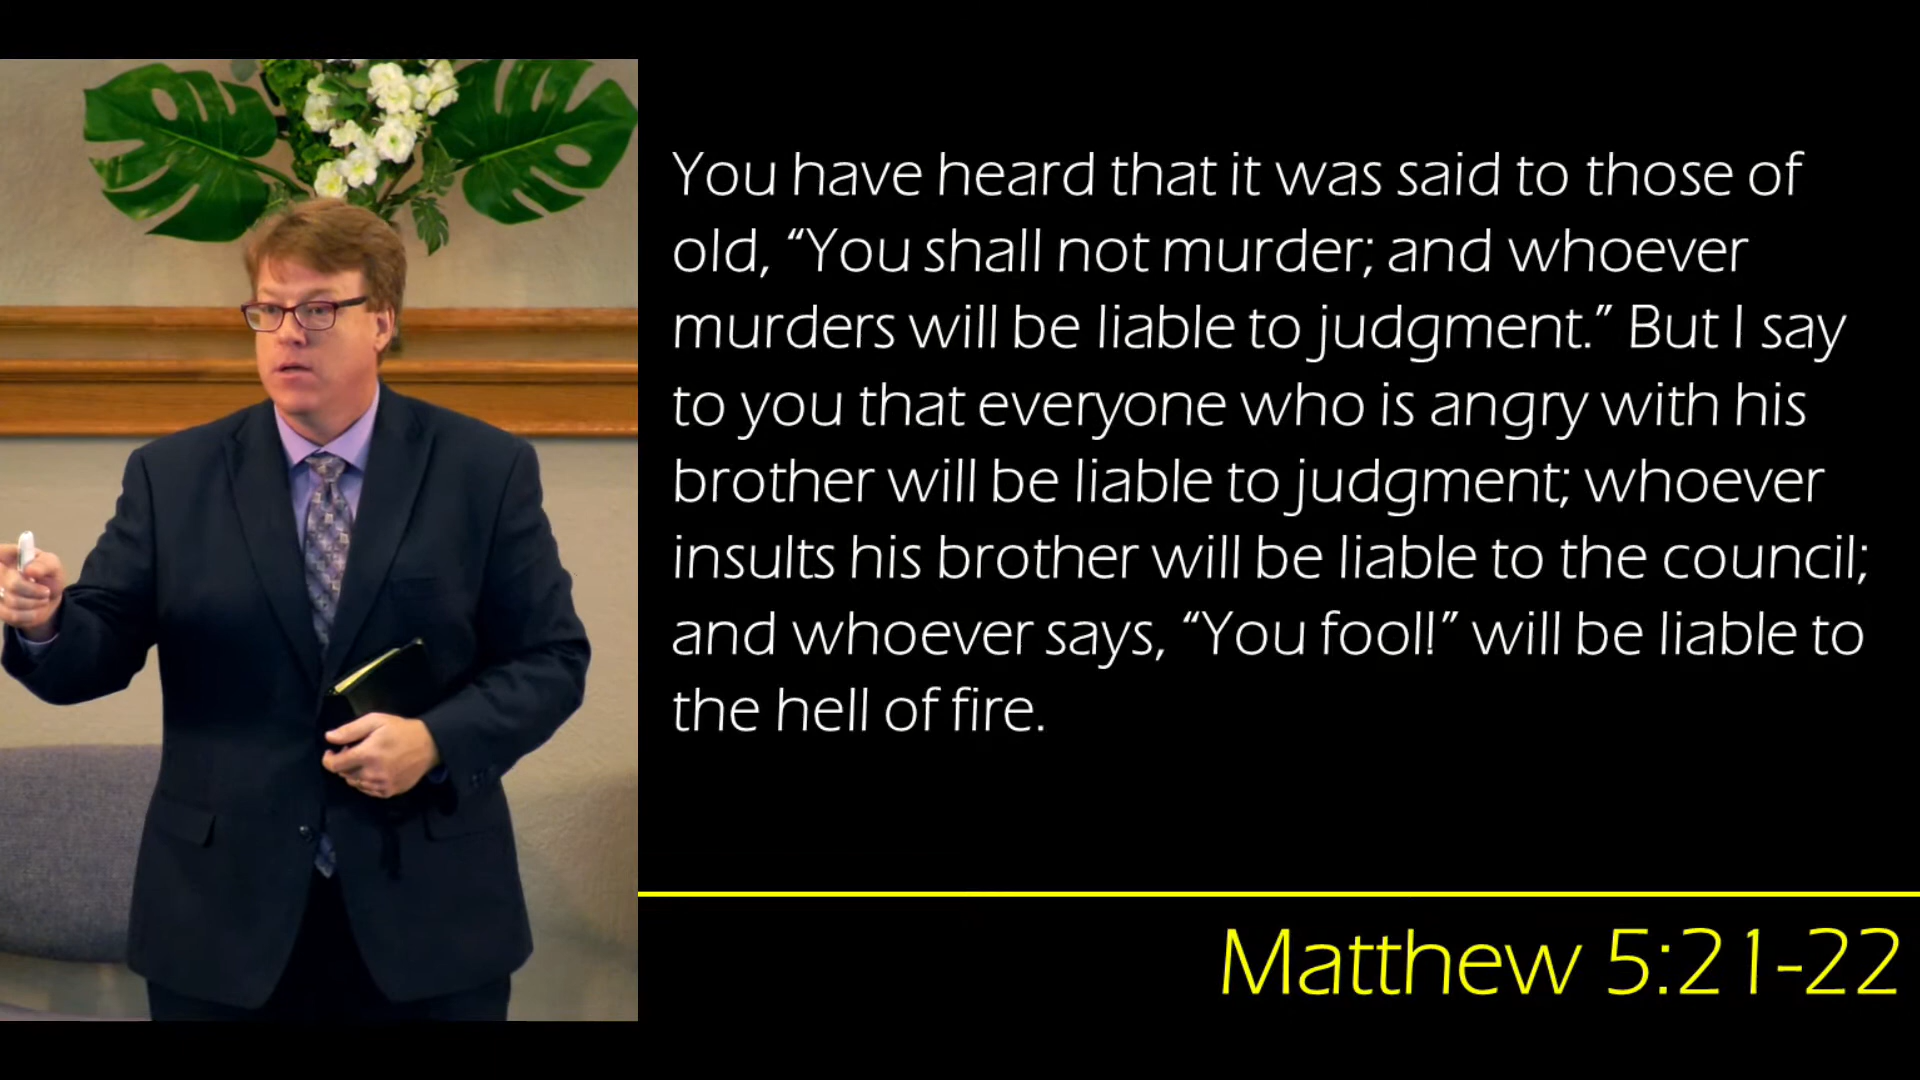 You have heard that it was said to those of
old, “You shall not murder; and whoever
murders will be liable to judgment.” But I say
to you that everyone who is angry with his
brother will be liable to judgment; whoever
insults his brother will be liable to the council;
and whoever says, “You fool!” will be liable to
the hell of fire.
Matthew 5:21-22